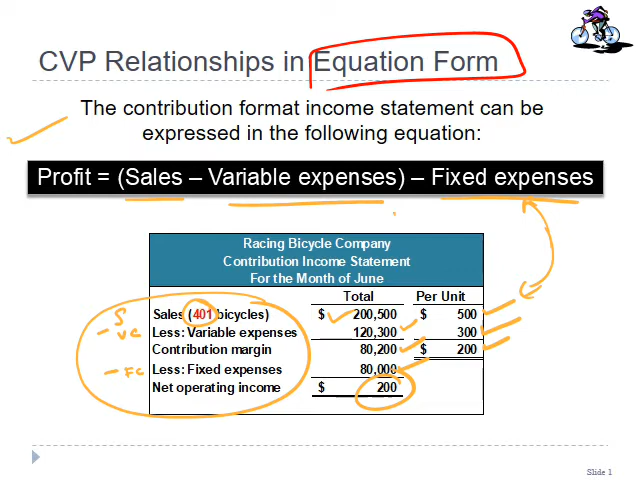 CVP Relationships in Equation Form
The contribution format income statement can be
expressed in the following equation:
Profit = (Sales – Variable expenses) – Fixed expenses
Racing Bicycle Company
Contribution Income Statement
For the Month of June
Total Per Unit
Sales (401 bicycles) $ 200,500 $ 500
S
Less: Variable expenses 120,300 300
- VC
Contribution margin 80,200 $ 200
Less: Fixed expenses 80,000
- FC
Net operating income $ 200
Slide 1